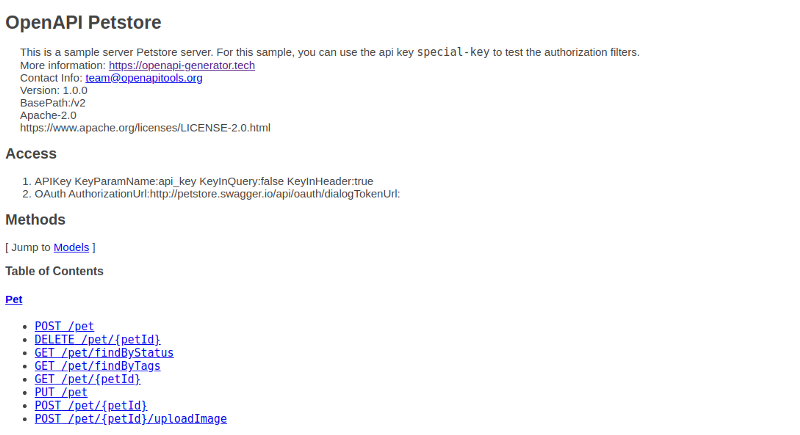 OpenAPI Petstore
This is a sample server Petstore server. For this sample, you can use the api key special-key to test the authorization filters.
More information: https://openapi-generator.tech
Contact Info: team@openapitools.org
Version: 1.0.0
BasePath:/v2
Apache-2.0
https://www.apache.org/licenses/LICENSE-2.0.html
Access
1. APIKey KeyParamName:api_key KeyInQuery:false KeyInHeader:true
2. OAuth AuthorizationUrl:http://petstore.swagger.io/api/oauth/dialogTokenUrl:
Methods
[ Jump to Models ]
Table of Contents
Pet
• POST /pet
• DELETE /pet/{petId}
• GET /pet/findByStatus
• GET /pet/findByTags
• GET /pet/{petId}
• PUT /pet
• POST /pet/{petId}
• POST /pet/{petId}/uploadImage